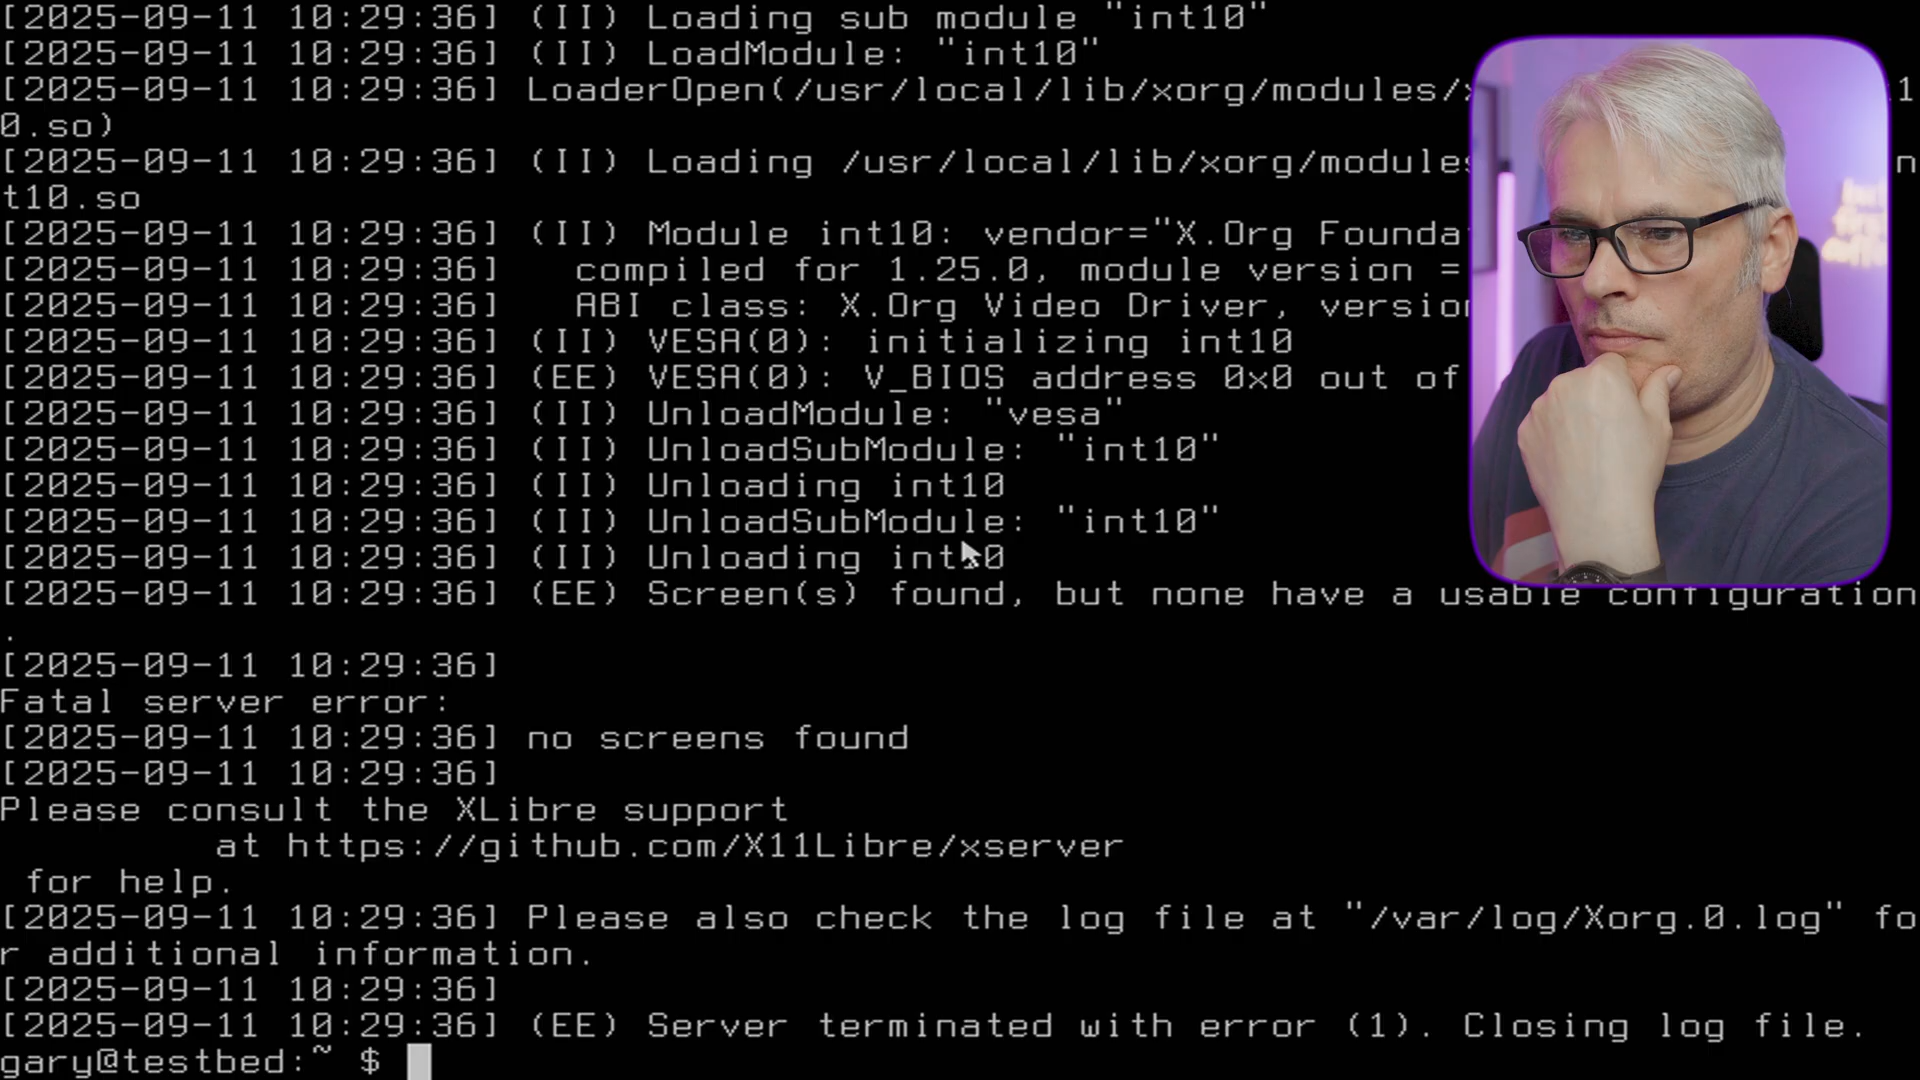 [2025-09-11 10:29:36] (II) Loading sub module "int10"
[2025-09-11 10:29:36] (II) LoadModule: "int10"
[2025-09-11 10:29:36] LoaderOpen(/usr/local/lib/xorg/modules/ 1
0.so)
[2025-09-11 10:29:36] (II) Loading /usr/local/lib/xorg/modules n
t10.so
[2025-09-11 10:29:36] (II) Module int10: vendor="X.Org Founda
[2025-09-11 10:29:36]   compiled for 1.25.0, module version =
[2025-09-11 10:29:36]   ABI class: X.Org Video Driver, version
[2025-09-11 10:29:36] (II) VESA(0): initializing int10
[2025-09-11 10:29:36] (EE) VESA(0): V_BIOS address 0x0 out of
[2025-09-11 10:29:36] (II) UnloadModule: "vesa"
[2025-09-11 10:29:36] (II) UnloadSubModule: "int10"
[2025-09-11 10:29:36] (II) Unloading int10
[2025-09-11 10:29:36] (II) UnloadSubModule: "int10"
[2025-09-11 10:29:36] (II) Unloading int10
[2025-09-11 10:29:36] (EE) Screen(s) found, but none have a usable configuration
.
[2025-09-11 10:29:36]
Fatal server error:
[2025-09-11 10:29:36] no screens found
[2025-09-11 10:29:36]
Please consult the XLibre support
         at https://github.com/X11Libre/xserver
 for help.
[2025-09-11 10:29:36] Please also check the log file at "/var/log/Xorg.0.log" fo
r additional information.
[2025-09-11 10:29:36]
[2025-09-11 10:29:36] (EE) Server terminated with error (1). Closing log file.
gary@testbed:~ $